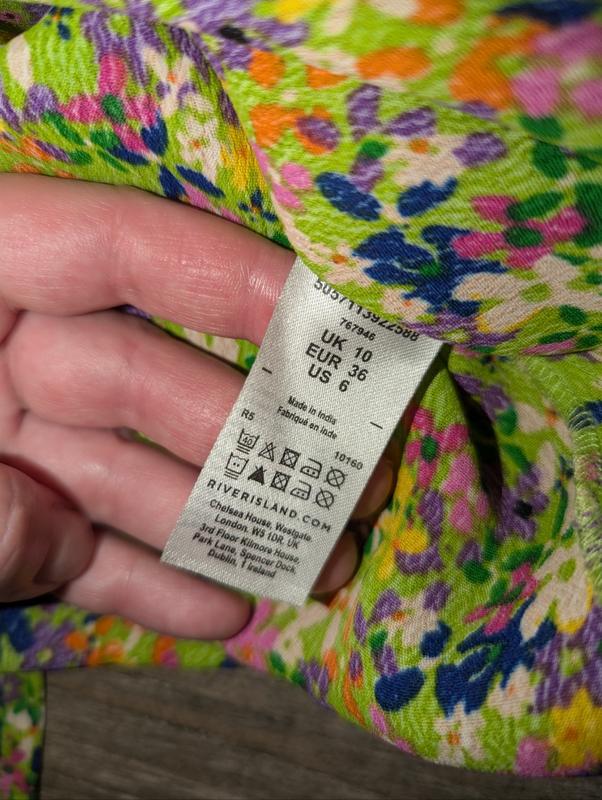 5057113922588
767946
UK 10
EUR 36
US 6
Made in India
Fabriqué en Inde
R5
10160
40
RIVERISLAND.COM
Chelsea House, Westgate
London. W5 1DR. UK
3rd Floor Kilmore House,
Park Lane, Spencer Dock,
Dublin, 1 Ireland